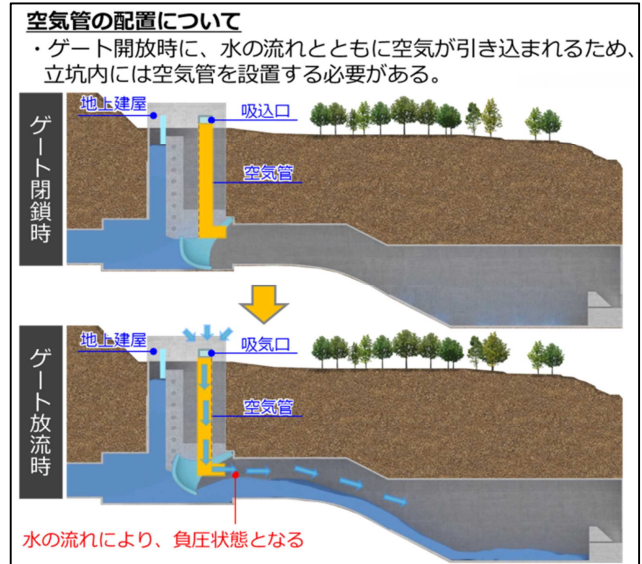 空気管の配置について
・ゲート開放時に、水の流れとともに空気が引き込まれるため、
立坑内には空気管を設置する必要がある。
ゲート閉鎖時
地上建屋
吸込口
空気管
ゲート放流時
地上建屋
吸気口
空気管
水の流れにより、負圧状態となる